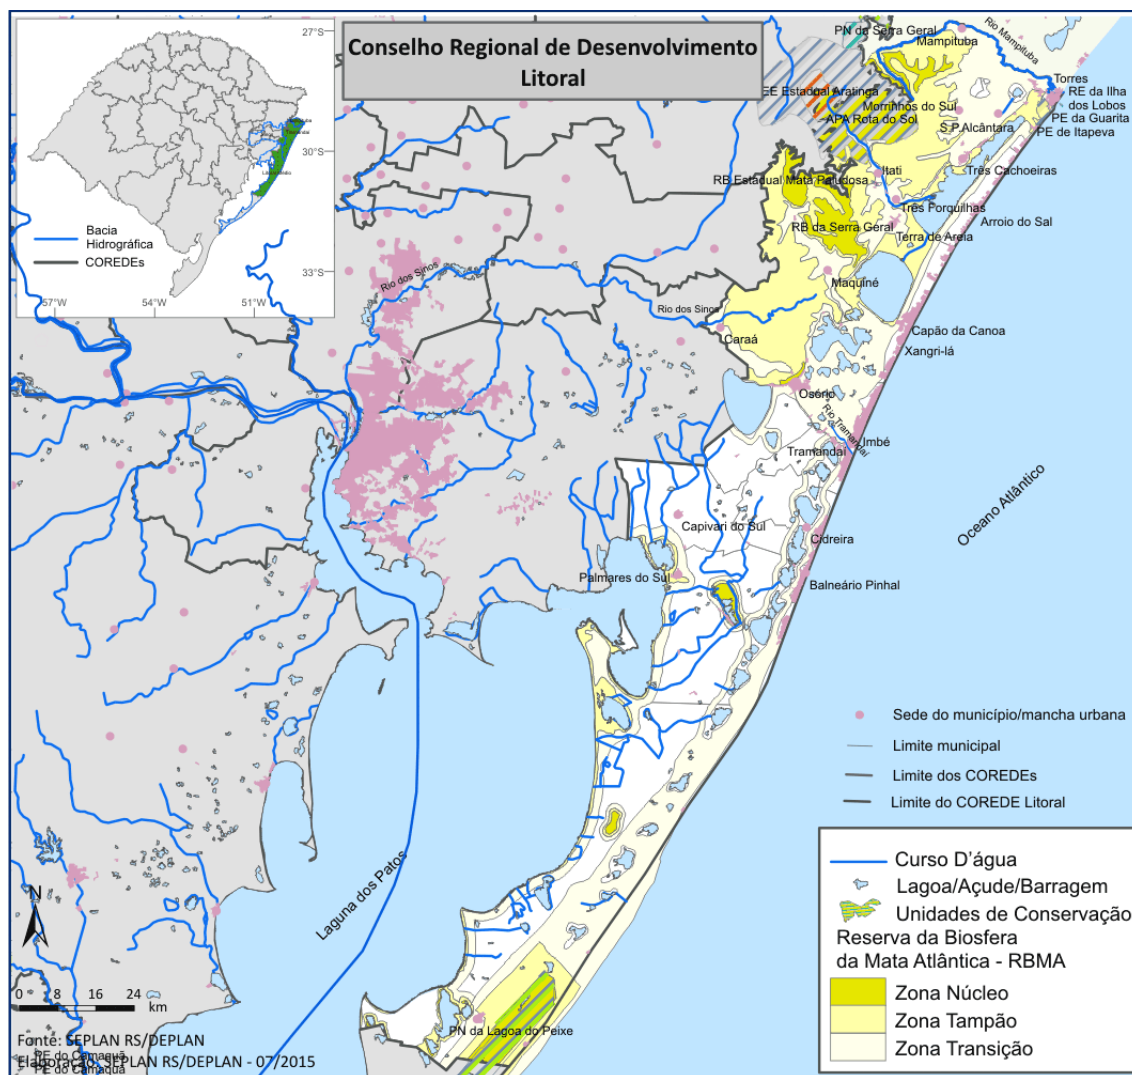 Conselho Regional de Desenvolvimento
Litoral
27°S
30°S
33°S
57°W
54°W
51°W
Bacia
Hidrográfica
COREDEs
PN da Serra Geral
Mampituba
Rio Mampituba
Torres
RE da Ilha
dos Lobos
PE da Guarita
PE de Itapeva
EE Estadual Aratinga
Morrinhos do Sul
APA Rota do Sol
S.P.Alcântara
Três Cachoeiras
Itati
RB Estadual Mata Paludosa
Três Forquilhas
Arroio do Sal
RB da Serra Geral
Terra de Areia
Maquiné
Rio dos Sinos
Rio dos Sinos
Caraá
Capão da Canoa
Xangri-lá
Osório
Rio Tramandaí
Imbé
Tramandaí
Oceano Atlântico
Capivari do Sul
Cidreira
Palmares do Sul
Balneário Pinhal
Laguna dos Patos
PN da Lagoa do Peixe
Sede do município/mancha urbana
Limite municipal
Limite dos COREDEs
Limite do COREDE Litoral
Curso D'água
Lagoa/Açude/Barragem
Unidades de Conservação
Reserva da Biosfera
da Mata Atlântica - RBMA
Zona Núcleo
Zona Tampão
Zona Transição
N
0 8 16 24
km
Fonte: SEPLAN RS/DEPLAN
PE do Camaquã
Elaboração: SEPLAN RS/DEPLAN - 07/2015
PE do Camaquã